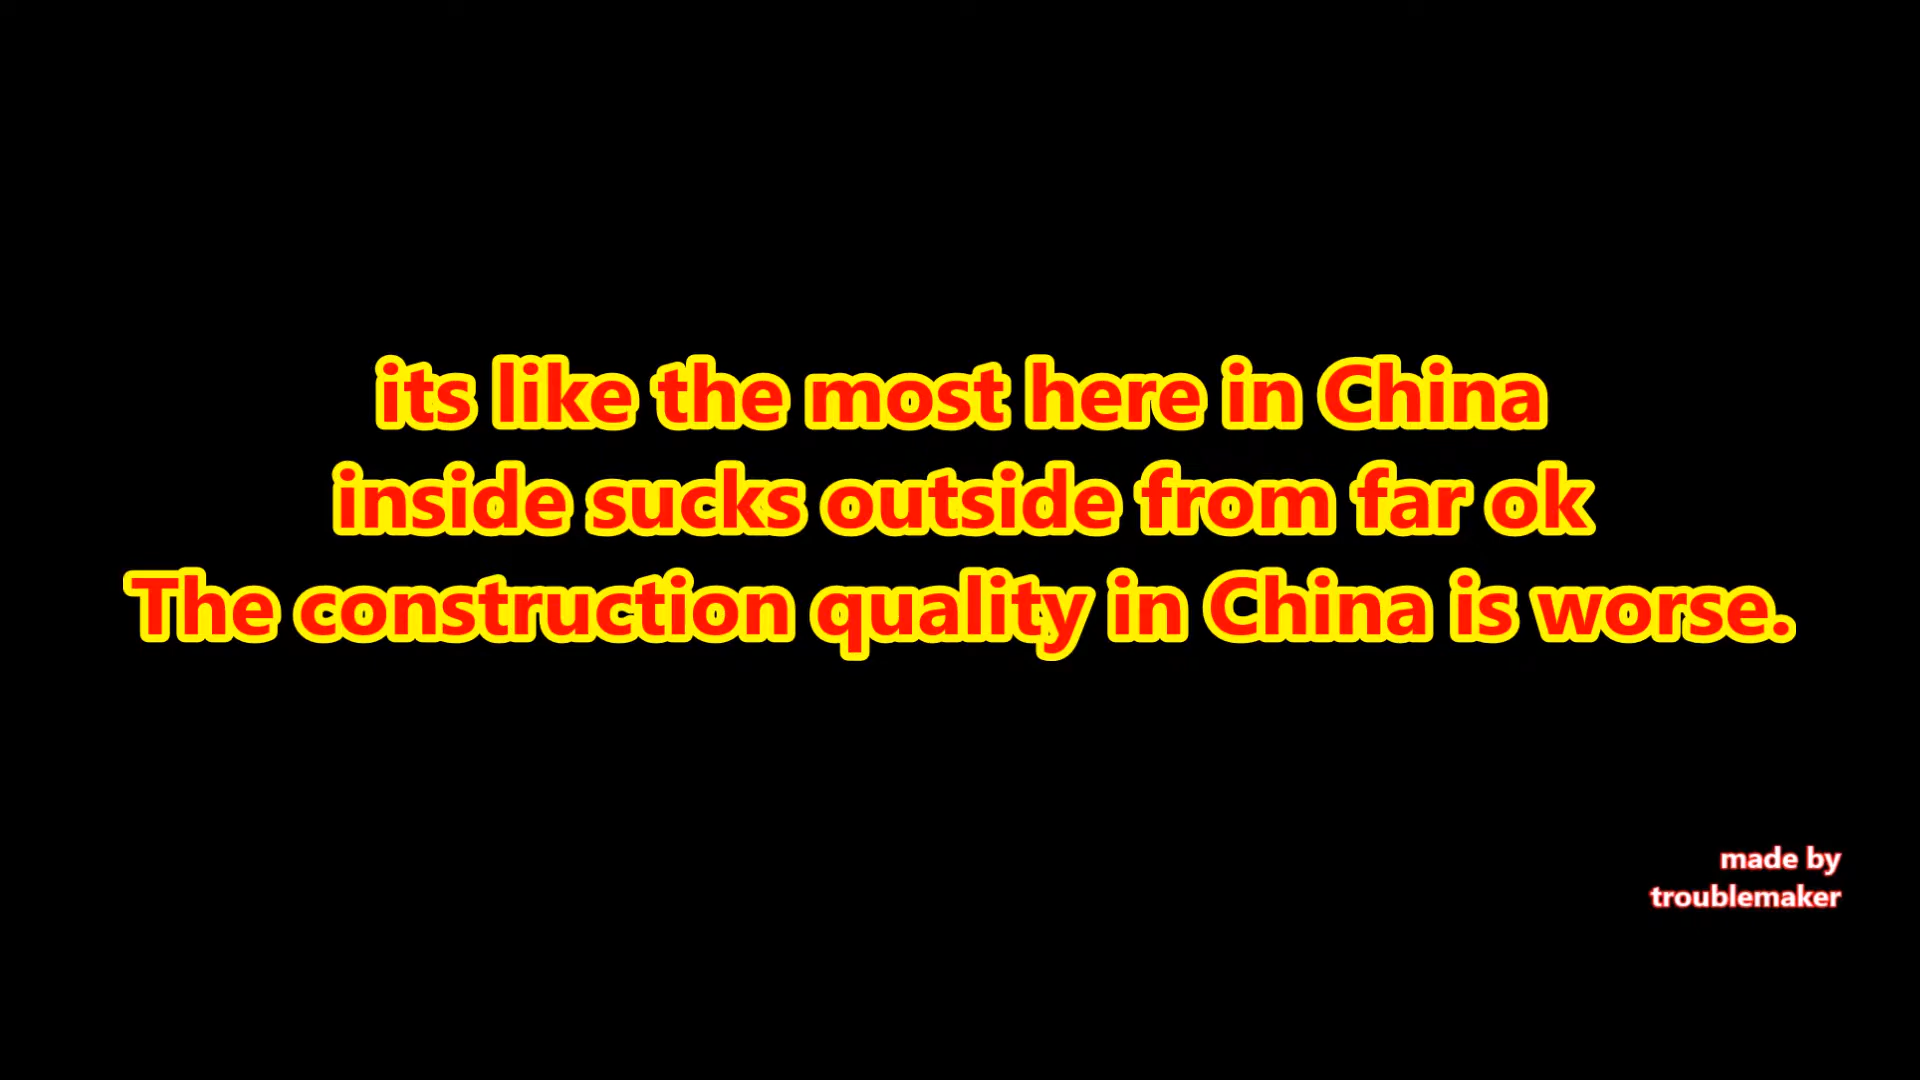 its like the most here in China
inside sucks outside from far ok
The construction quality in China is worse.
made by
troublemaker